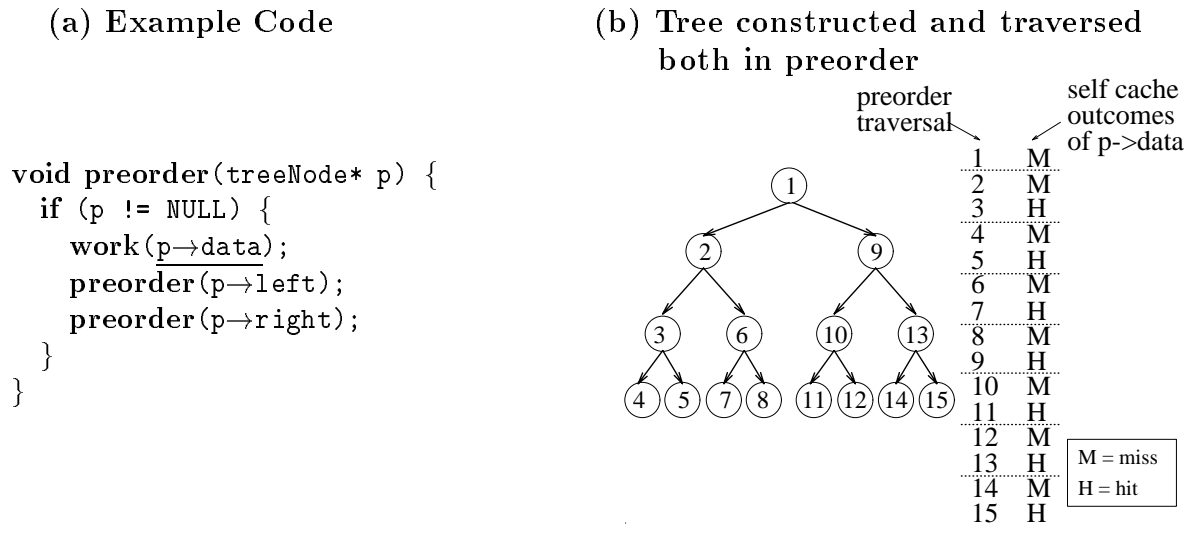 (a) Example Code
void preorder(treeNode* p) {
if (p != NULL) {
work(p→data);
preorder(p→left);
preorder(p→right);
}
}
(b) Tree constructed and traversed
both in preorder
preorder
traversal
self cache
outcomes
of p->data
1
2 9
3 6 10 13
4 5 7 8 11 12 14 15
1 M
2 M
3 H
4 M
5 H
6 M
7 H
8 M
9 H
10 M
11 H
12 M
13 H
14 M
15 H
M = miss
H = hit